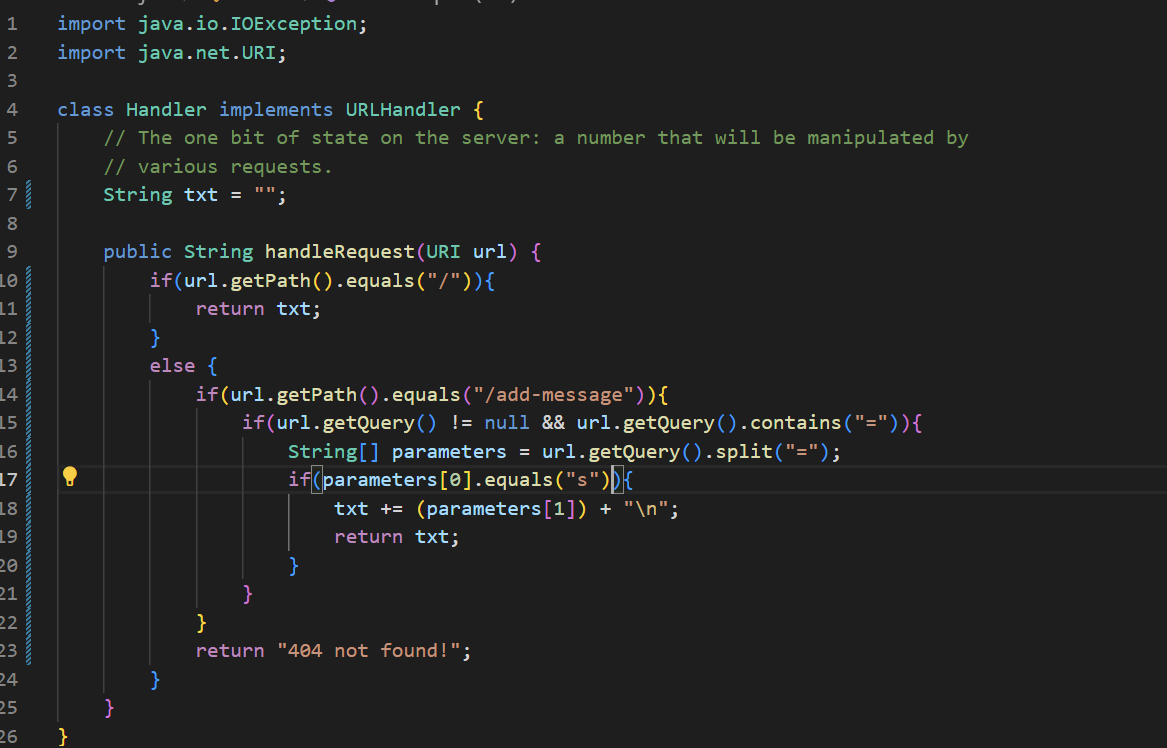 1 import java.io.IOException;
2 import java.net.URI;
3
4 class Handler implements URLHandler {
5 // The one bit of state on the server: a number that will be manipulated by
6 // various requests.
7 String txt = "";
8
9 public String handleRequest(URI url) {
10 if(url.getPath().equals("/")){
11 return txt;
12 }
13 else {
14 if(url.getPath().equals("/add-message")){
15 if(url.getQuery() != null && url.getQuery().contains("=")){
16 String[] parameters = url.getQuery().split("=");
17 if(parameters[0].equals("s")){
18 txt += (parameters[1]) + "\n";
19 return txt;
20 }
21 }
22 }
23 return "404 not found!";
24 }
25 }
26 }